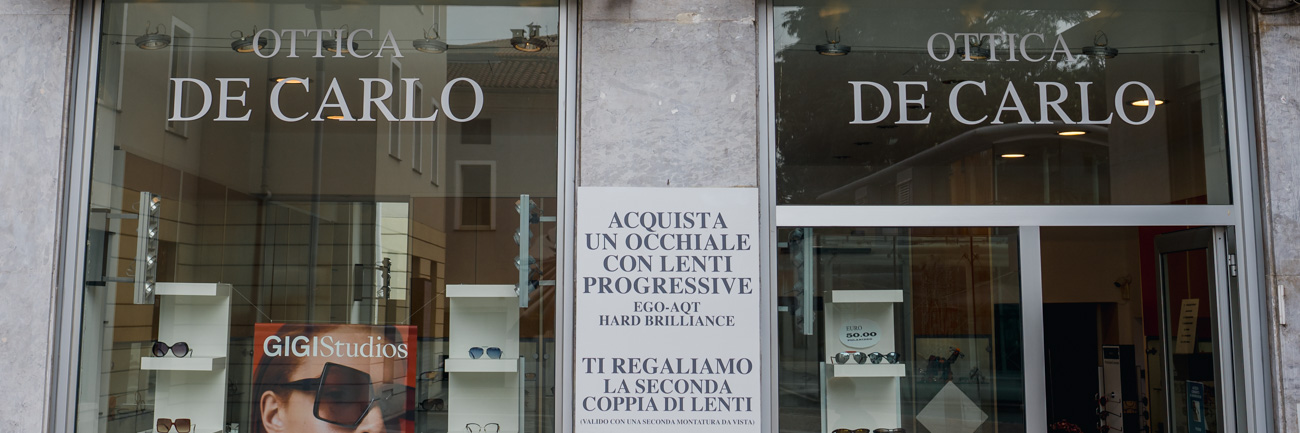 OTTICA
DE CARLO
OTTICA
DE CARLO
ACQUISTA
UN OCCHIALE
CON LENTI
PROGRESSIVE
EGO-AQT
HARD BRILLIANCE
TI REGALIAMO
LA SECONDA
COPPIA DI LENTI
(VALIDO CON UNA SECONDA MONTATURA DA VISTA)
GIGIStudios
EURO
50.00